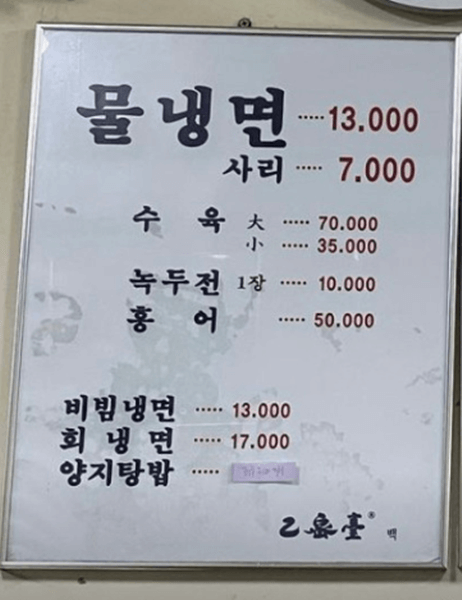 물냉면 ····· 13.000
사리 ····· 7.000
수 육 大 ····· 70.000
小 ····· 35.000
녹두전 1장 ····· 10.000
홍 어 ····· 50.000
비빔냉면 ····· 13.000
회 냉 면 ····· 17.000
양지탕밥 ·····
乙密臺® 백